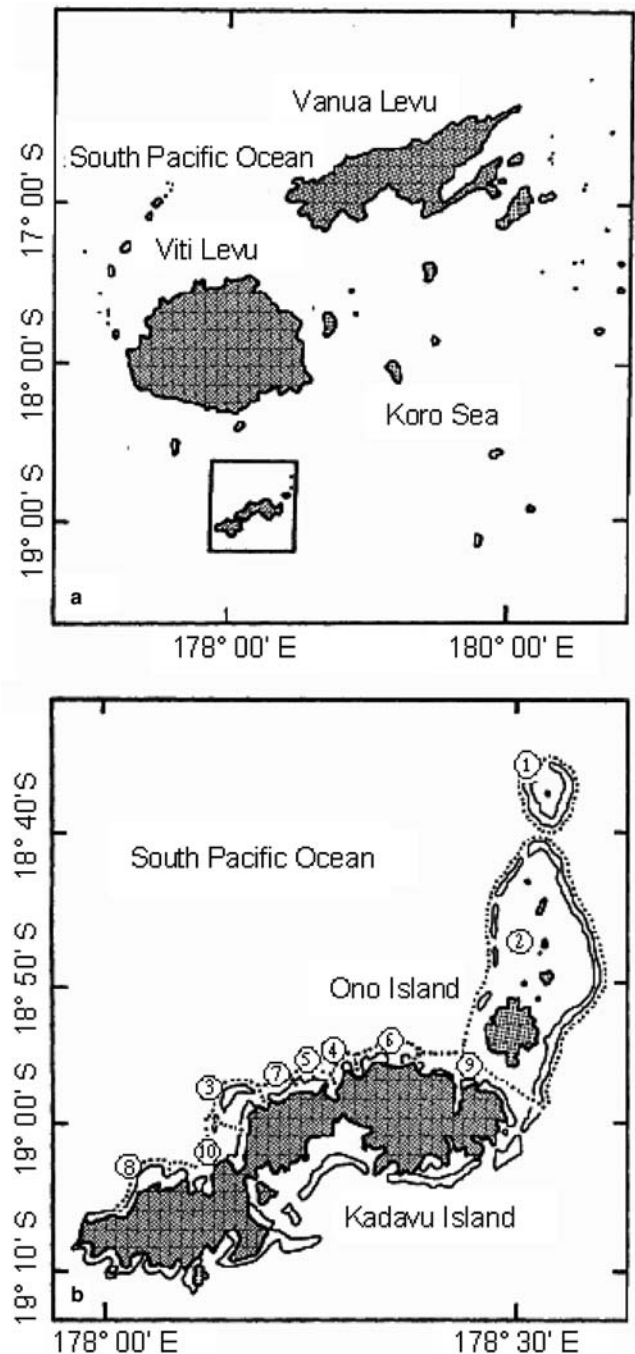 Vanua Levu
South Pacific Ocean
17° 00' S
Viti Levu
18° 00' S
Koro Sea
19° 00' S
a
178° 00' E
180° 00' E
1
18° 40' S
South Pacific Ocean
2
18° 50' S
Ono Island
6
4
5
7
9
3
19° 00' S
10
8
Kadavu Island
19° 10' S
b
178° 00' E
178° 30' E